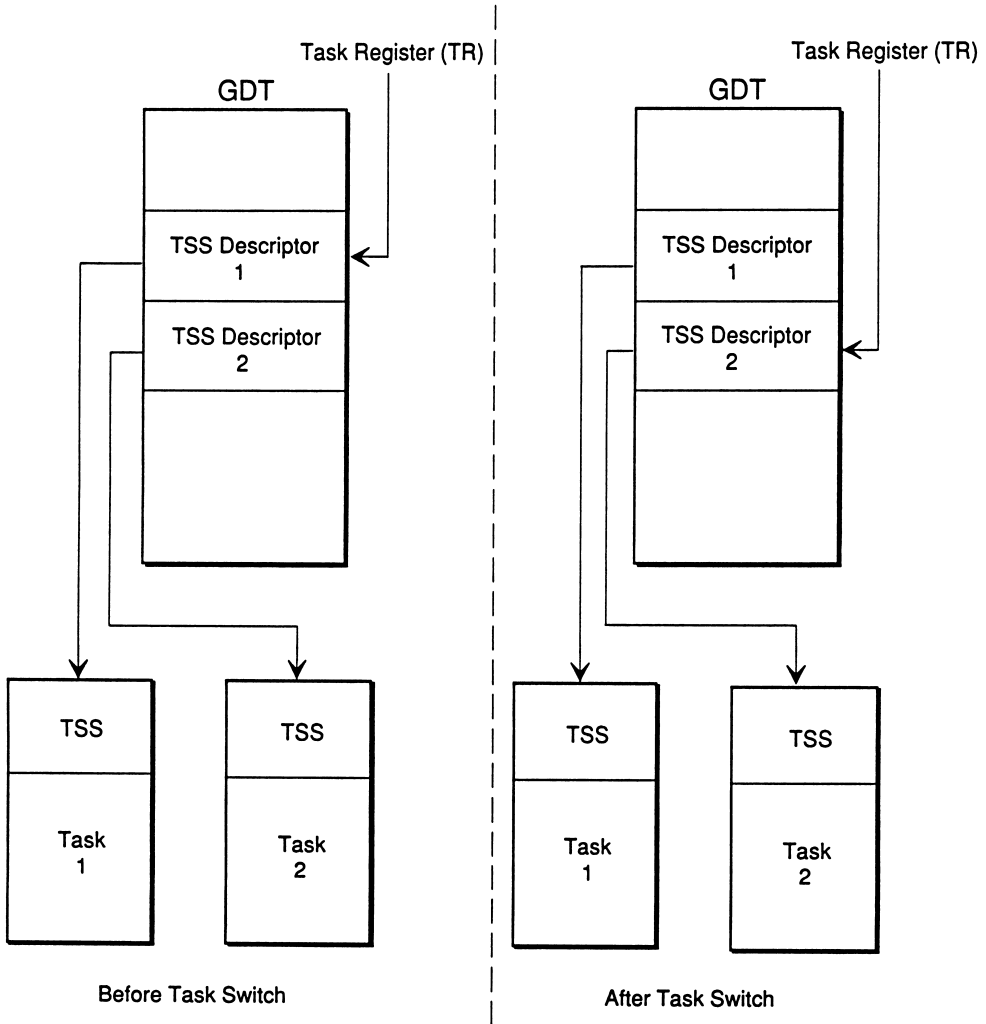 Task Register (TR)
GDT
TSS Descriptor
1
TSS Descriptor
2
TSS
Task
1
TSS
Task
2
Before Task Switch
Task Register (TR)
GDT
TSS Descriptor
1
TSS Descriptor
2
TSS
Task
1
TSS
Task
2
After Task Switch